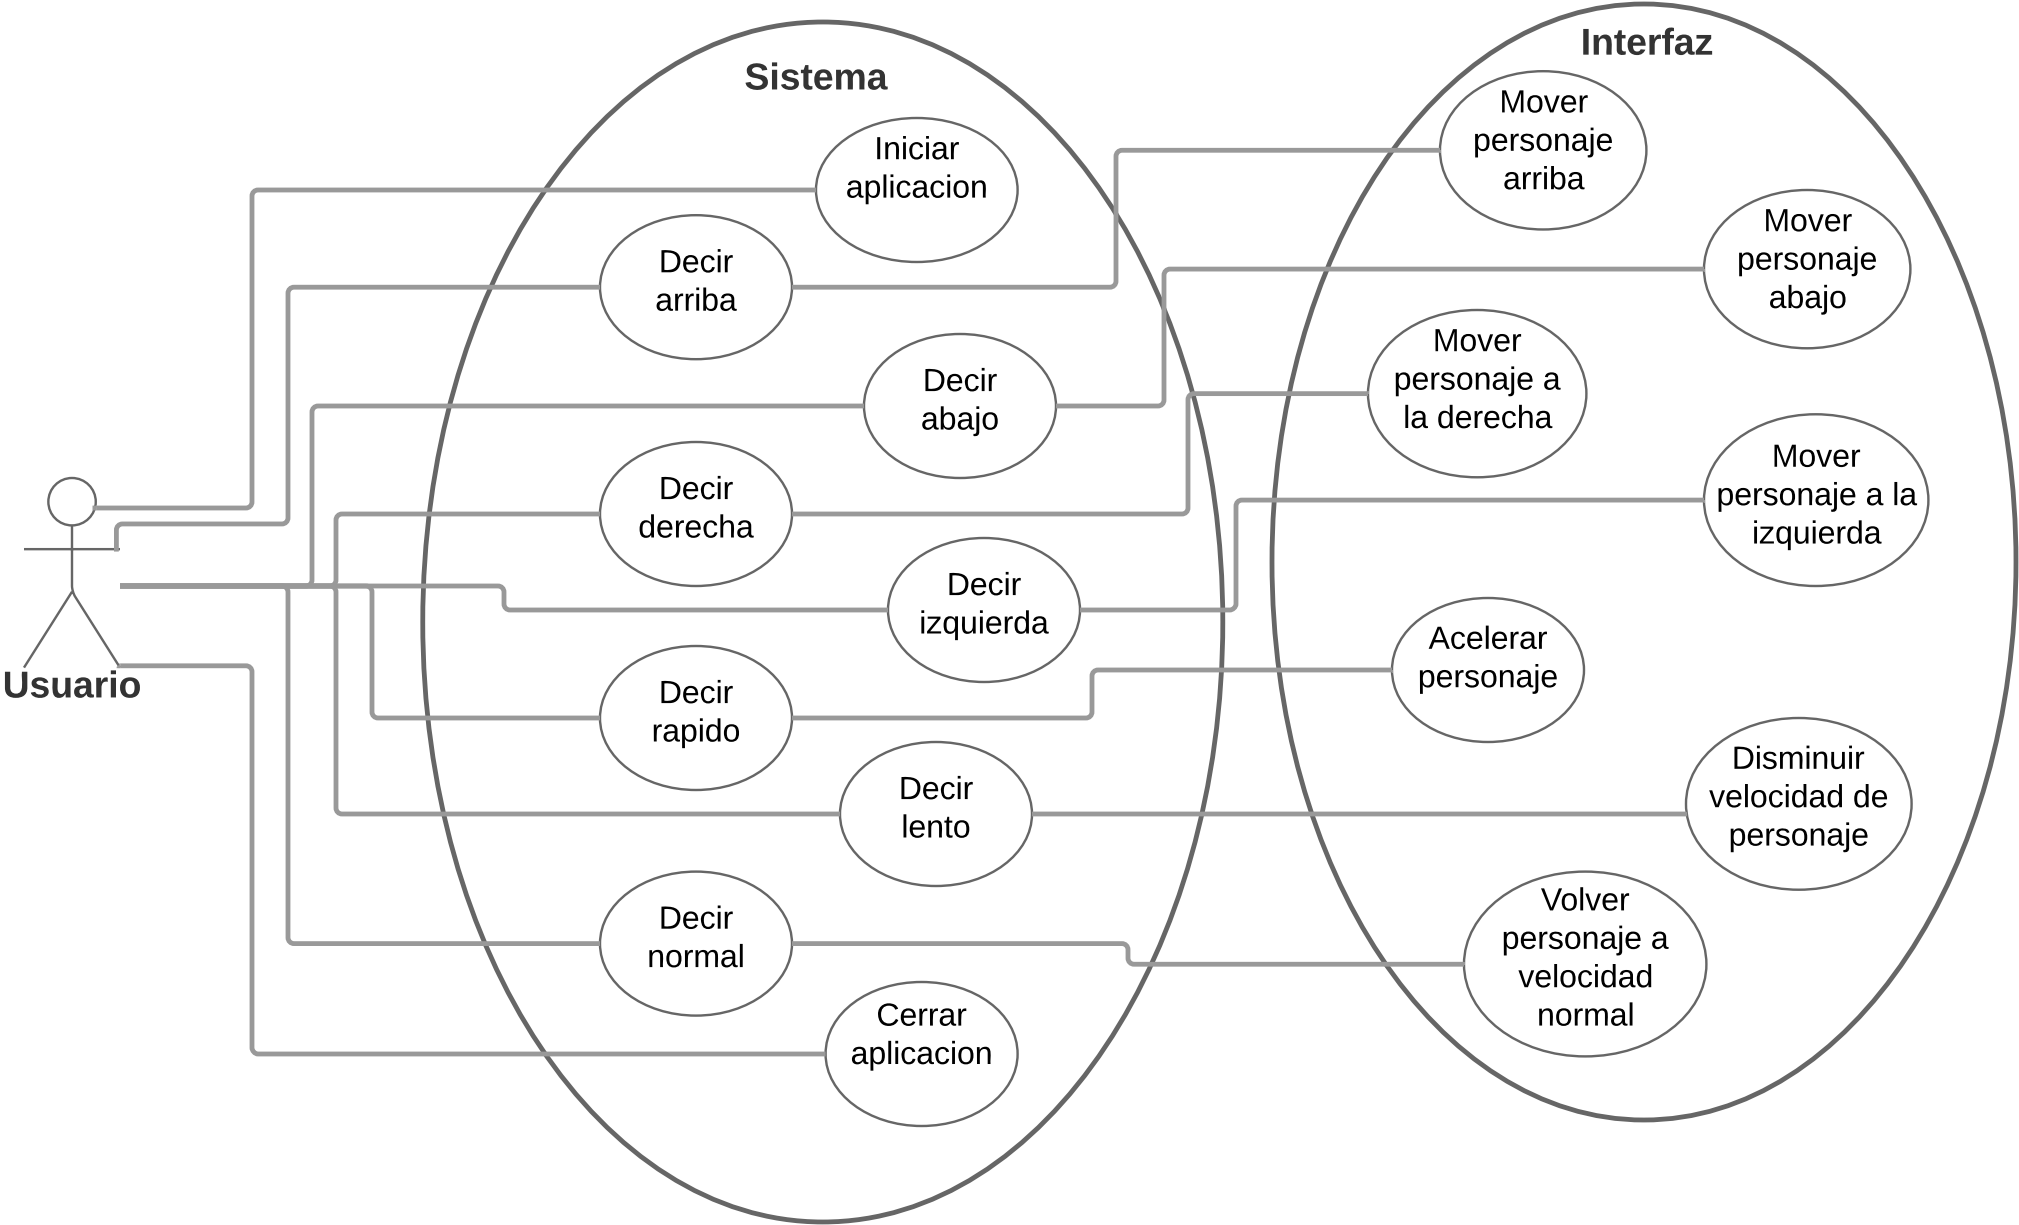 Usuario
Sistema
Iniciar
aplicacion
Decir
arriba
Decir
abajo
Decir
derecha
Decir
izquierda
Decir
rapido
Decir
lento
Decir
normal
Cerrar
aplicacion
Interfaz
Mover
personaje
arriba
Mover
personaje
abajo
Mover
personaje a
la derecha
Mover
personaje a la
izquierda
Acelerar
personaje
Disminuir
velocidad de
personaje
Volver
personaje a
velocidad
normal